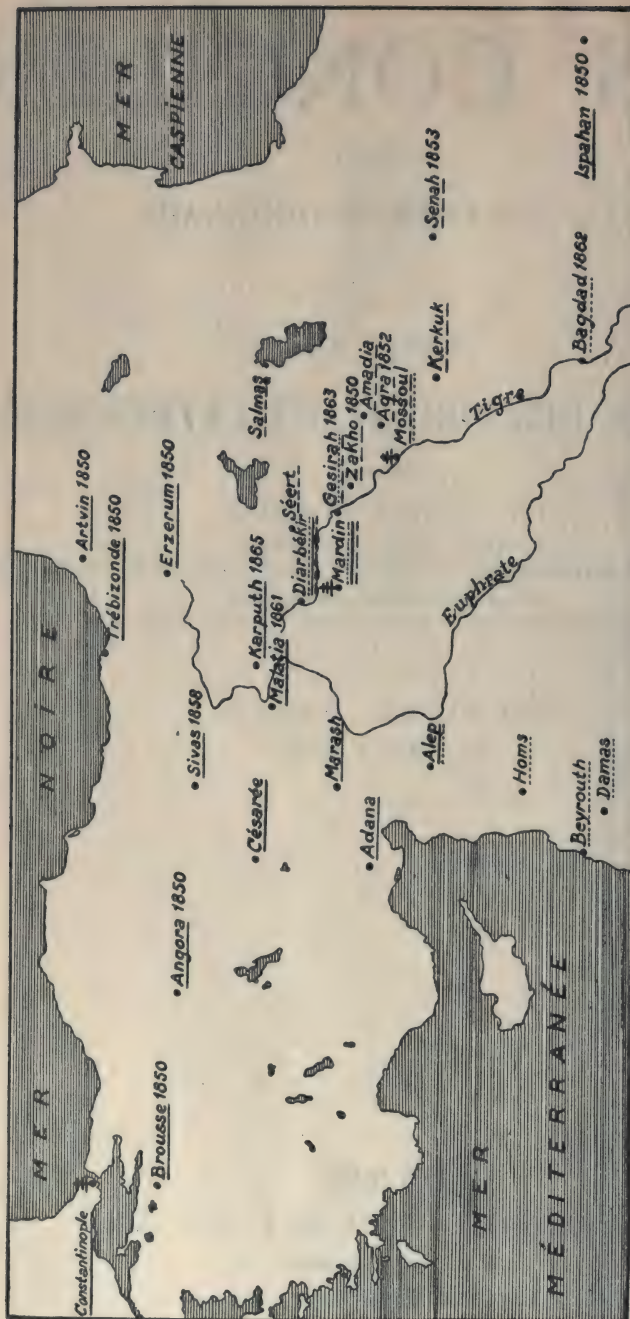 MER NOIRE
MER CASPIENNE
Constantinople
Brousse 1850
Angora 1850
Sivas 1858
Trébizonde 1850
Artvin 1850
Erzerum 1850
Césarée
Malatia 1861
Karputh 1865
Diarbékir
Séert
Salmas
Mardin
Gesirah 1863
Zakho 1850
Amadia
Aqra 1852
Mossoul
Marash
Adana
Alep
Kerkuk
Senah 1853
Tigre
Euphrate
Homs
Beyrouth
Damas
Bagdad 1862
Ispahan 1850
MER
MÉDITERRANÉE